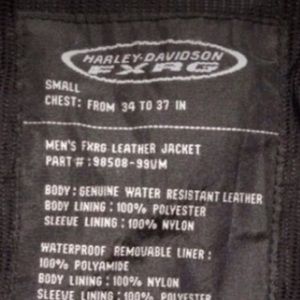 HARLEY-DAVIDSON
FXRG
SMALL
CHEST: FROM 34 TO 37 IN
MEN'S FXRG LEATHER JACKET
PART #:98508-99VM
BODY: GENUINE WATER RESISTANT LEATHER
BODY LINING: 100% POLYESTER
SLEEVE LINING: 100% NYLON
WATERPROOF REMOVABLE LINER:
100% POLYAMIDE
BODY LINING: 100% NYLON
SLEEVE LINING: 100% POLYESTER